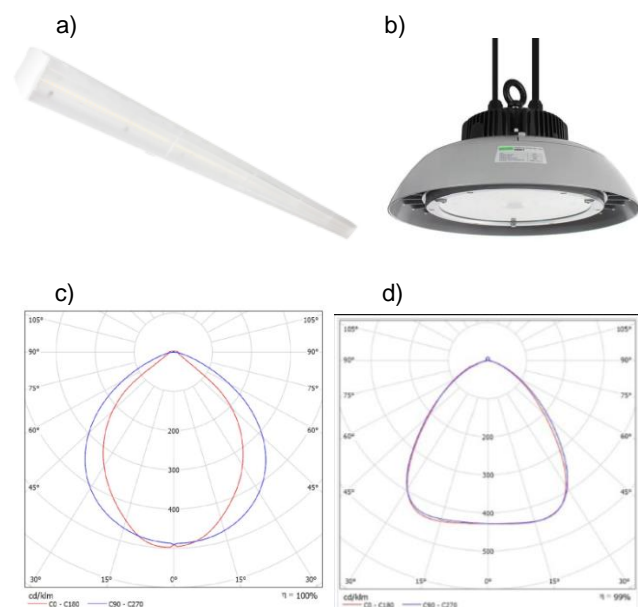 a) b)
c) d)
105° 105° 105° 105°
90° 90° 90° 90°
75° 75° 75° 75°
60° 60° 60° 60°
200 200
45° 300 45° 45° 300 45°
400 400
500
30° 15° 0° 15° 30° 30° 15° 0° 15° 30°
cd/klm η = 100% cd/klm η = 99%
C0 - C180 C90 - C270 C0 - C180 C90 - C270